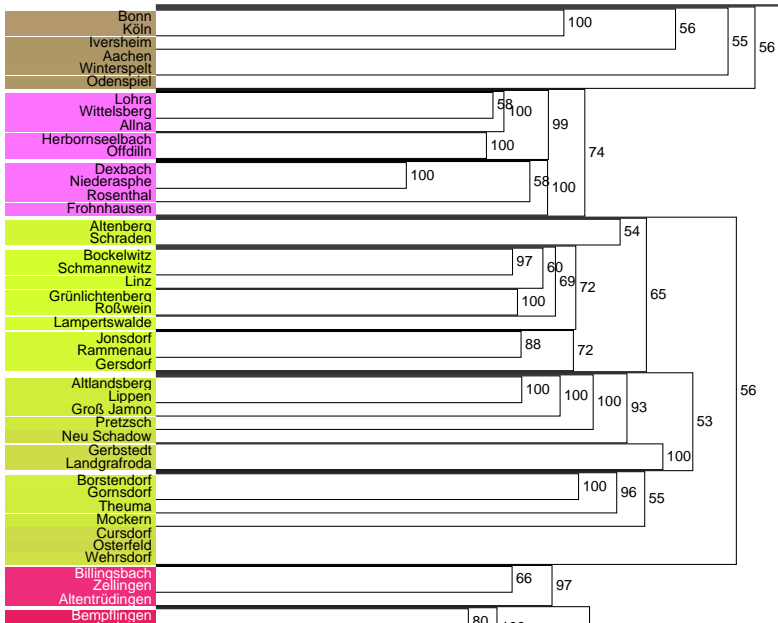 Bonn
Köln
Iversheim
Aachen
Winterspelt
Odenspiel
Lohra
Wittelsberg
Allna
Herbornseelbach
Offdilln
Dexbach
Niederasphe
Rosenthal
Frohnhausen
Altenberg
Schraden
Bockelwitz
Schmannewitz
Linz
Grünlichtenberg
Roßwein
Lampertswalde
Jonsdorf
Rammenau
Gersdorf
Altlandsberg
Lippen
Groß Jamno
Pretzsch
Neu Schadow
Gerbstedt
Landgrafroda
Borstendorf
Gornsdorf
Theuma
Mockern
Cursdorf
Osterfeld
Wehrsdorf
Billingsbach
Zellingen
Altentrüdingen
Bempflingen
100
56
55
56
58
100
99
100
74
100
58
100
54
97
60
69
72
100
65
88
72
100
100
100
93
53
56
100
100
96
55
66
97
80